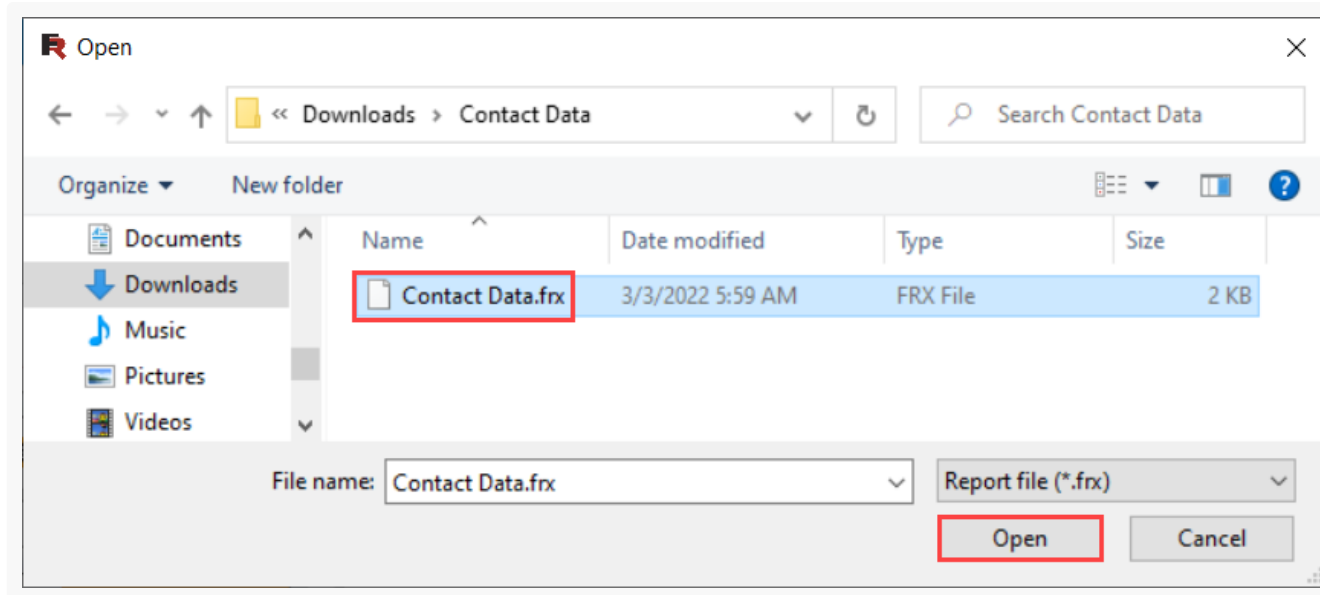 Open
« Downloads > Contact Data
Search Contact Data
Organize
New folder
Documents
Downloads
Music
Pictures
Videos
Name Date modified Type Size
Contact Data.frx 3/3/2022 5:59 AM FRX File 2 KB
File name: Contact Data.frx Report file (*.frx)
Open Cancel